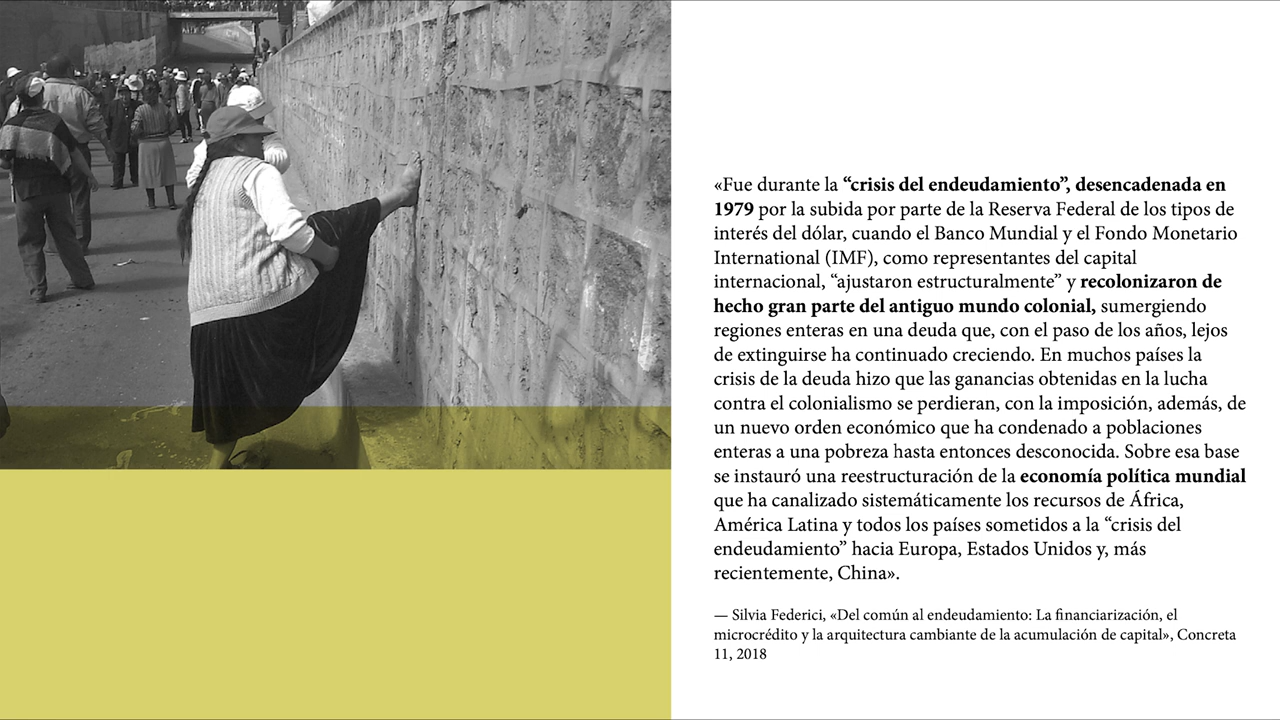 «Fue durante la “crisis del endeudamiento”, desencadenada en
1979 por la subida por parte de la Reserva Federal de los tipos de
interés del dólar, cuando el Banco Mundial y el Fondo Monetario
International (IMF), como representantes del capital
internacional, “ajustaron estructuralmente” y recolonizaron de
hecho gran parte del antiguo mundo colonial, sumergiendo
regiones enteras en una deuda que, con el paso de los años, lejos
de extinguirse ha continuado creciendo. En muchos países la
crisis de la deuda hizo que las ganancias obtenidas en la lucha
contra el colonialismo se perdieran, con la imposición, además, de
un nuevo orden económico que ha condenado a poblaciones
enteras a una pobreza hasta entonces desconocida. Sobre esa base
se instauró una reestructuración de la economía política mundial
que ha canalizado sistemáticamente los recursos de África,
América Latina y todos los países sometidos a la “crisis del
endeudamiento” hacia Europa, Estados Unidos y, más
recientemente, China».
— Silvia Federici, «Del común al endeudamiento: La financiarización, el
microcrédito y la arquitectura cambiante de la acumulación de capital», Concreta
11, 2018